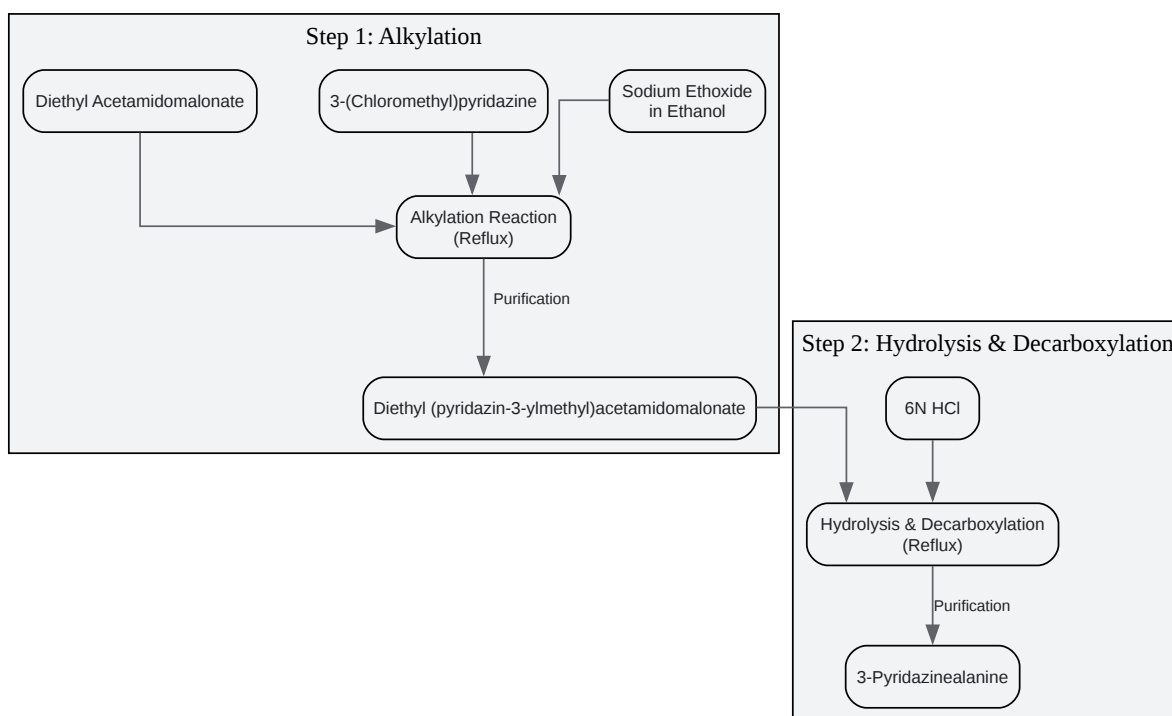 Step 1: Alkylation
Diethyl Acetamidomalonate
3-(Chloromethyl)pyridazine
Sodium Ethoxide
in Ethanol
Alkylation Reaction
(Reflux)
Purification
Diethyl (pyridazin-3-ylmethyl)acetamidomalonate
Step 2: Hydrolysis & Decarboxylation
6N HCl
Hydrolysis & Decarboxylation
(Reflux)
Purification
3-Pyridazinealanine